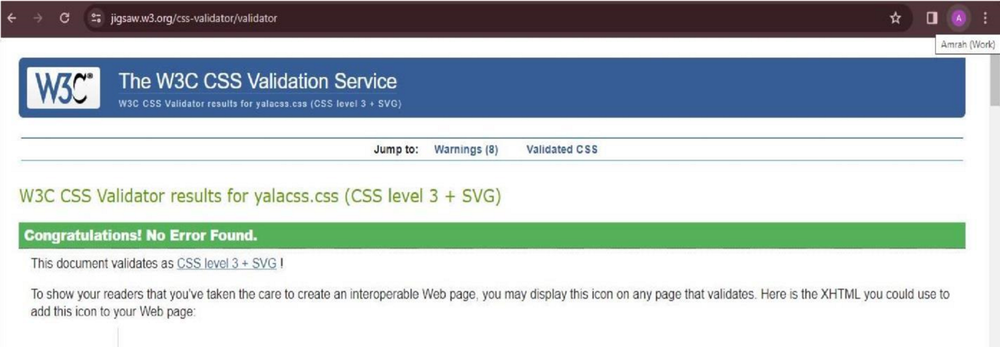 jigsaw.w3.org/css-validator/validator
A
Amrah (Work)
W3C®
The W3C CSS Validation Service
W3C CSS Validator results for yalacss.css (CSS level 3 + SVG)
Jump to: Warnings (8) Validated CSS
W3C CSS Validator results for yalacss.css (CSS level 3 + SVG)
Congratulations! No Error Found.
This document validates as CSS level 3 + SVG !
To show your readers that you've taken the care to create an interoperable Web page, you may display this icon on any page that validates. Here is the XHTML you could use to
add this icon to your Web page: